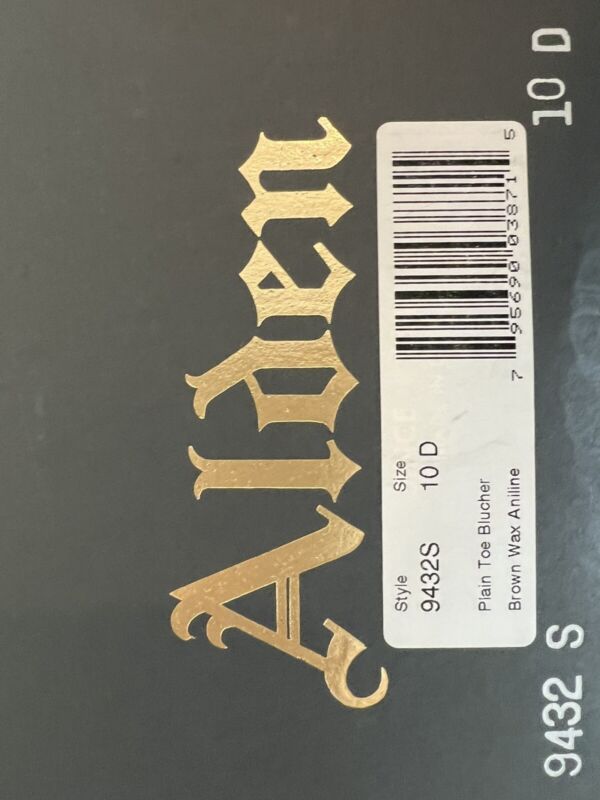 Alden
Style Size
9432S 10 D
Plain Toe Blucher
Brown Wax Aniline
7 95690 03871 5
9432 S 10 D